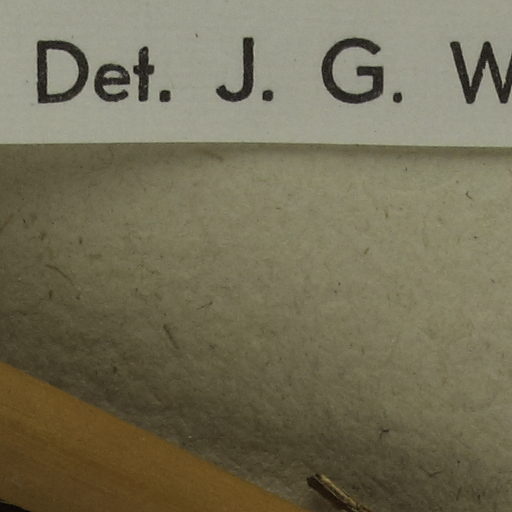 Det. J. G. W